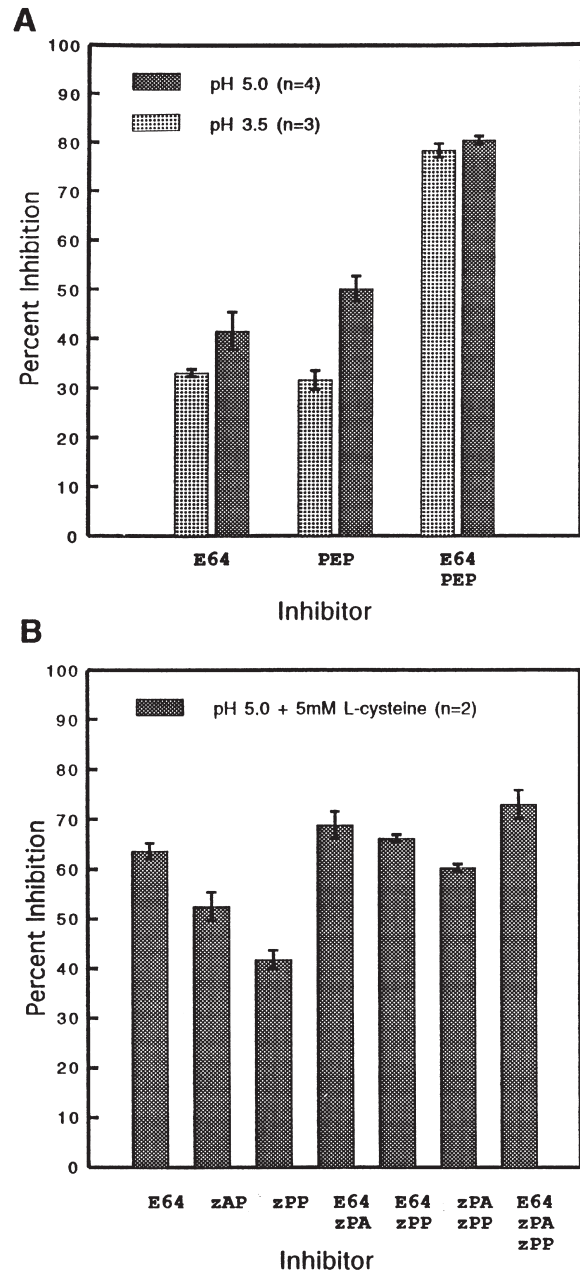 A
100
90
80
70
60
50
40
30
20
10
0
Percent Inhibition
pH 5.0 (n=4)
pH 3.5 (n=3)
E64 PEP E64
PEP
Inhibitor
B
100
90
80
70
60
50
40
30
20
10
0
Percent Inhibition
pH 5.0 + 5mM L-cysteine (n=2)
E64 zAP zPP E64 E64 zPA E64
zPA zPP zPP zPA
zPP
Inhibitor